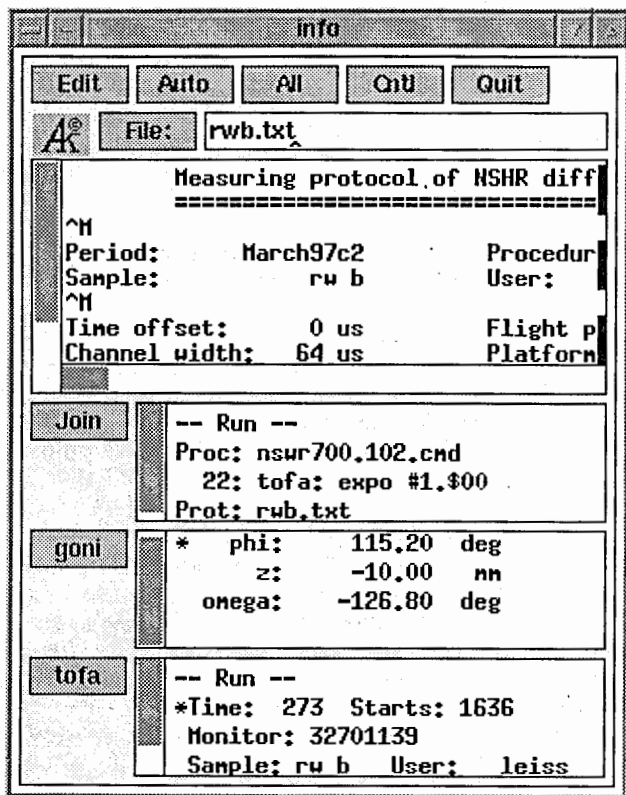 info
Edit Auto All Cntl Quit
File: rwb.txt
Measuring protocol of NSHR diff
===============================
^M
Period: March97c2 Procedur
Sample: rw b User:
^M
Time offset: 0 us Flight p
Channel width: 64 us Platform
Join
-- Run --
Proc: nswr700.102.cmd
22: tofa: expo #1.$00
Prot: rwb.txt
goni
* phi: 115.20 deg
z: -10.00 mm
omega: -126.80 deg
tofa
-- Run --
*Time: 273 Starts: 1636
Monitor: 32701139
Sample: rw b User: leiss